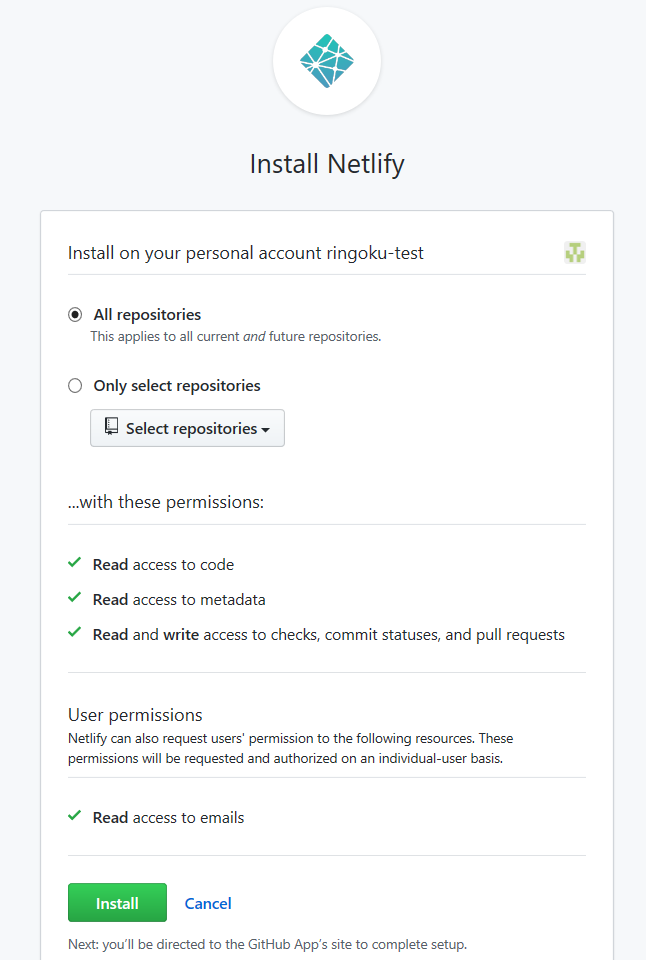 Install Netlify
Install on your personal account ringoku-test
All repositories
This applies to all current and future repositories.
Only select repositories
Select repositories
...with these permissions:
Read access to code
Read access to metadata
Read and write access to checks, commit statuses, and pull requests
User permissions
Netlify can also request users' permission to the following resources. These
permissions will be requested and authorized on an individual-user basis.
Read access to emails
Install Cancel
Next: you'll be directed to the GitHub App's site to complete setup.